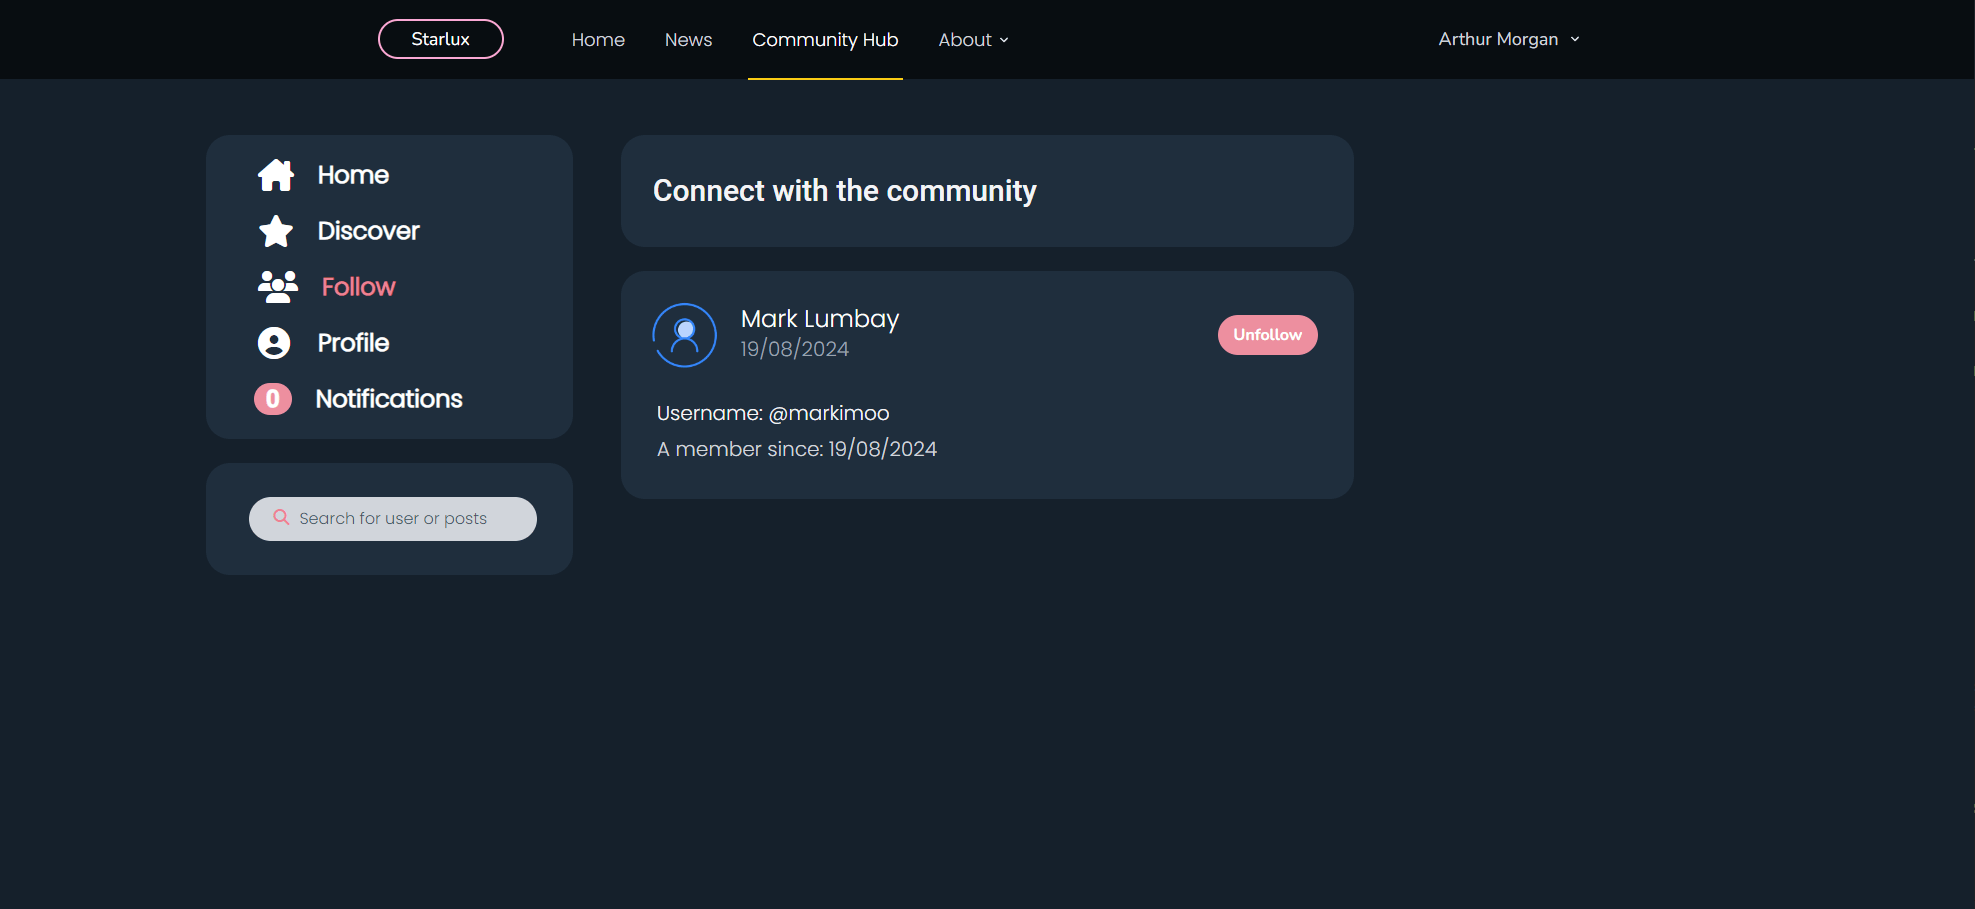 Starlux
Home
News
Community Hub
About
Arthur Morgan
Home
Discover
Follow
Profile
0
Notifications
Search for user or posts
Connect with the community
Mark Lumbay
19/08/2024
Unfollow
Username: @markimoo
A member since: 19/08/2024